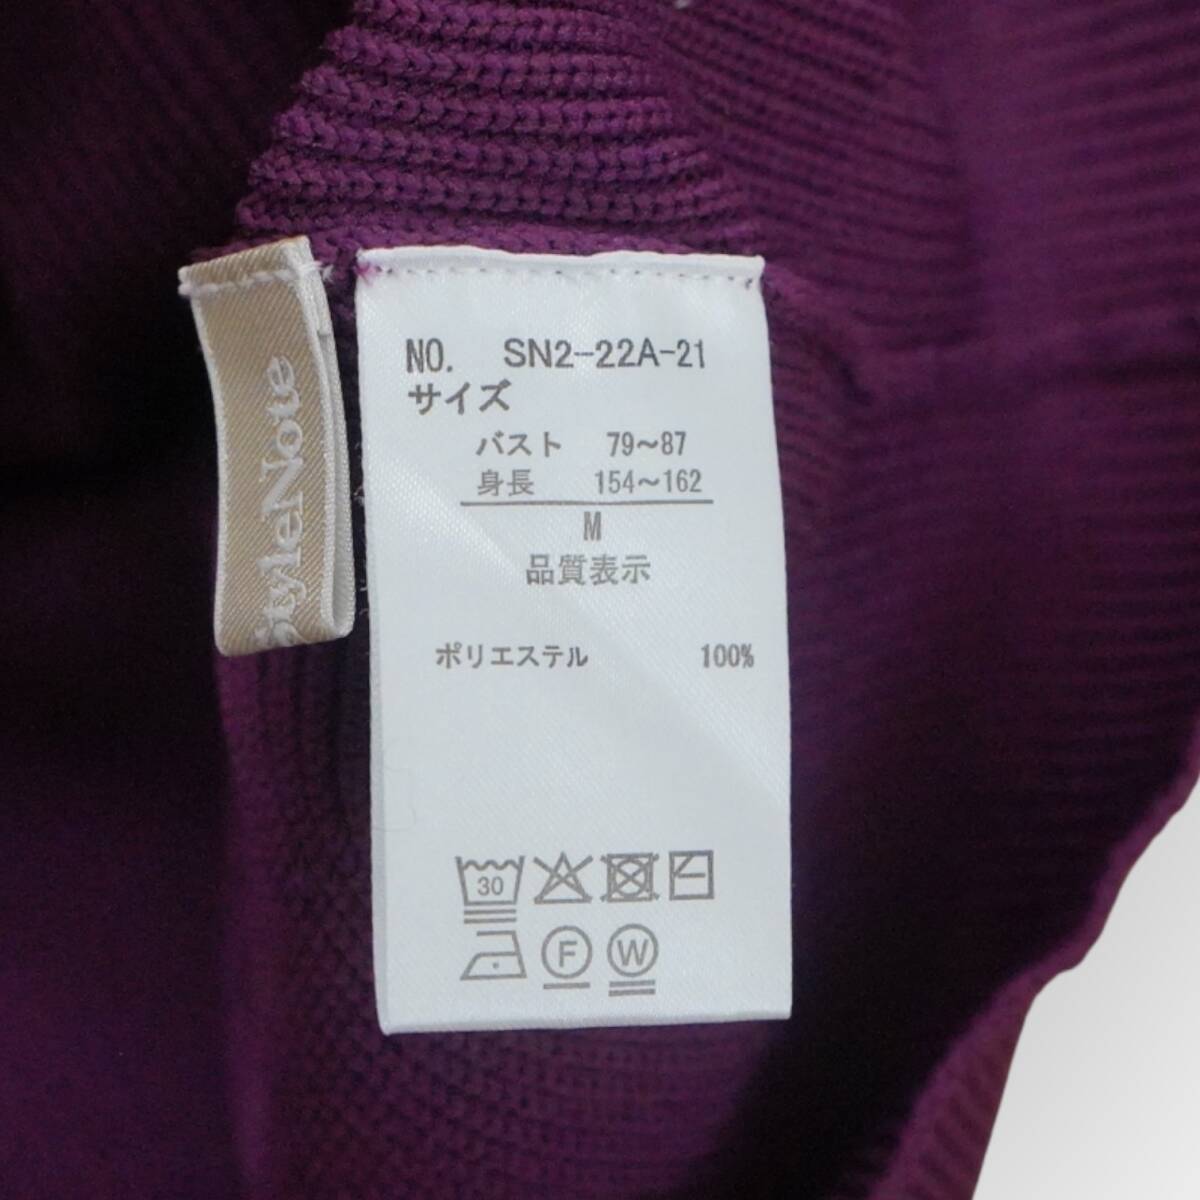 StyleNote
NO. SN2-22A-21
サイズ
バスト 79～87
身長 154～162
M
品質表示
ポリエステル 100%
30
F W